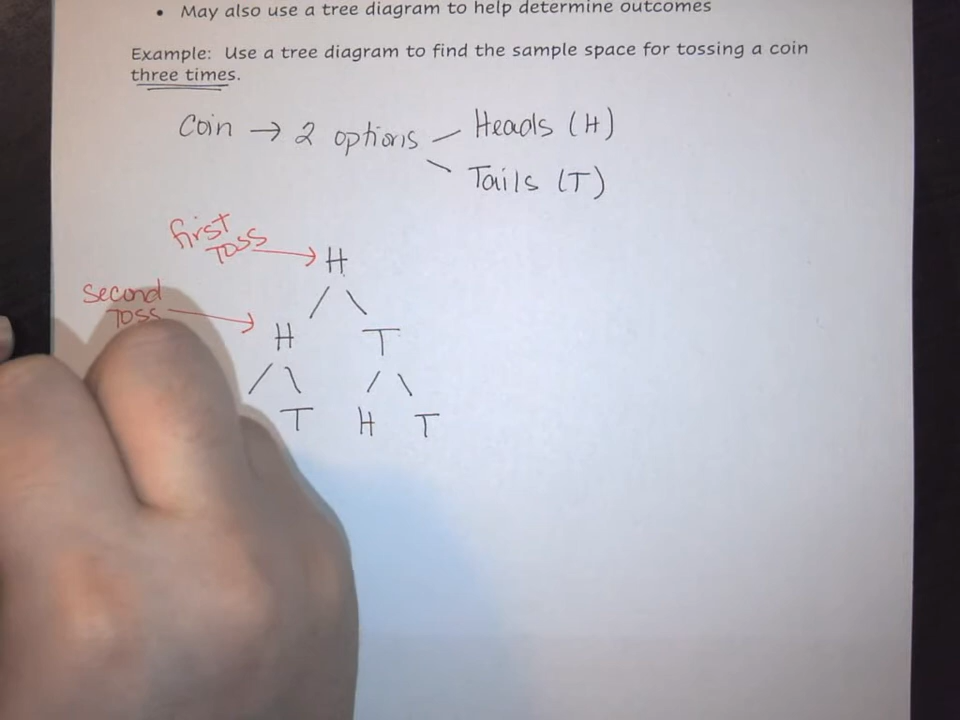 • May also use a tree diagram to help determine outcomes
Example: Use a tree diagram to find the sample space for tossing a coin
three times.
Coin → 2 options — Heads (H)
Tails (T)
first
Toss → H
second
Toss → H T
T H T